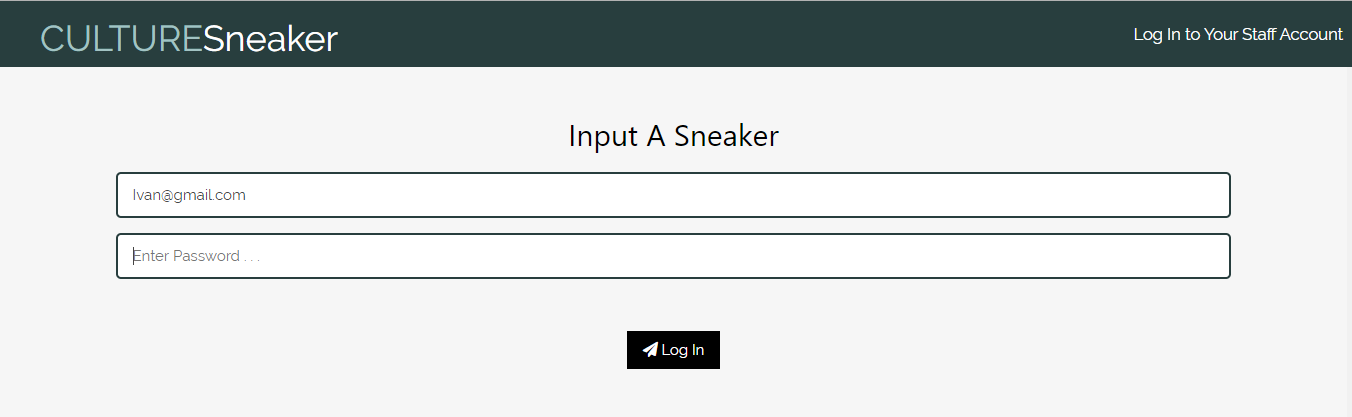 CULTURESneaker
Log In to Your Staff Account
Input A Sneaker
Ivan@gmail.com
Enter Password . . .
Log In